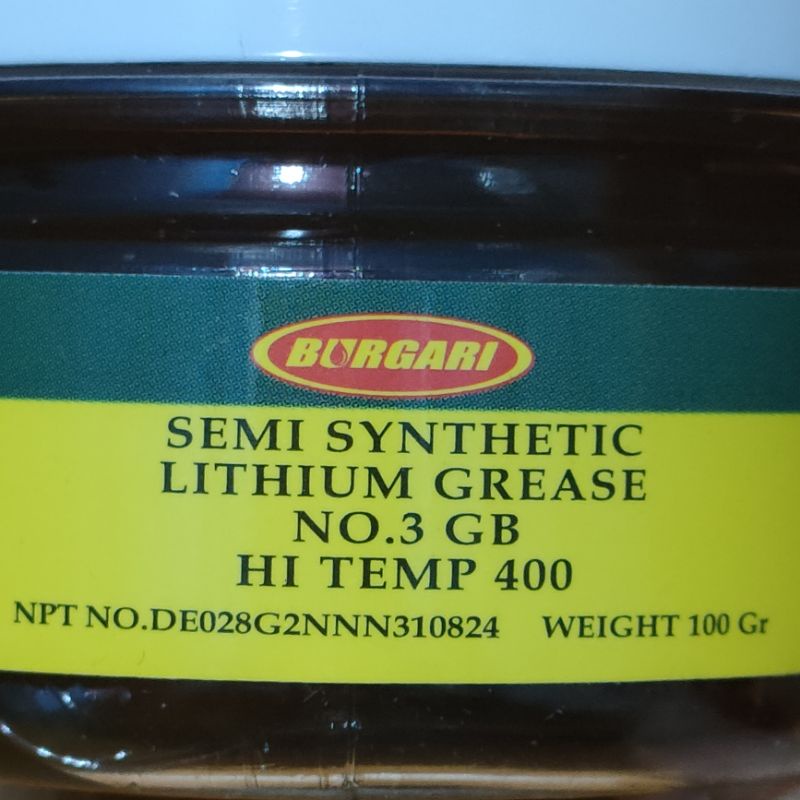 BURGARI
SEMI SYNTHETIC
LITHIUM GREASE
NO.3 GB
HI TEMP 400
NPT NO.DE028G2NNN310824 WEIGHT 100 Gr